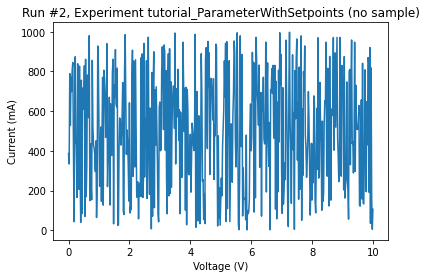 Run #2, Experiment tutorial_ParameterWithSetpoints (no sample)
1000
800
600
400
200
0
Current (mA)
0 2 4 6 8 10
Voltage (V)